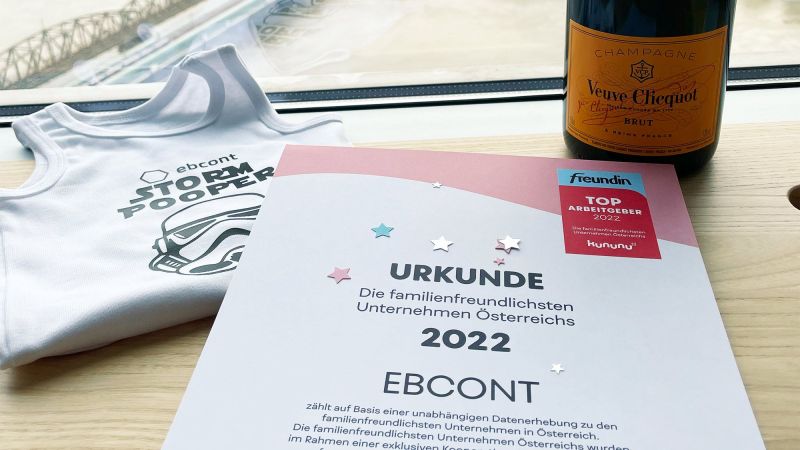 ebcont
STORM
POOPER
CHAMPAGNE
VCP
Veuve Clicquot
BRUT
A REIMS FRANCE
freundin
TOP
ARBEITGEBER
2022
Die familienfreundlichsten
Unternehmen Österreichs
kununu
URKUNDE
Die familienfreundlichsten
Unternehmen Österreichs
2022
EBCONT
zählt auf Basis einer unabhängigen Datenerhebung zu den
familienfreundlichsten Unternehmen in Österreich.
Die familienfreundlichsten Unternehmen Österreichs wurden
im Rahmen einer exklusiven